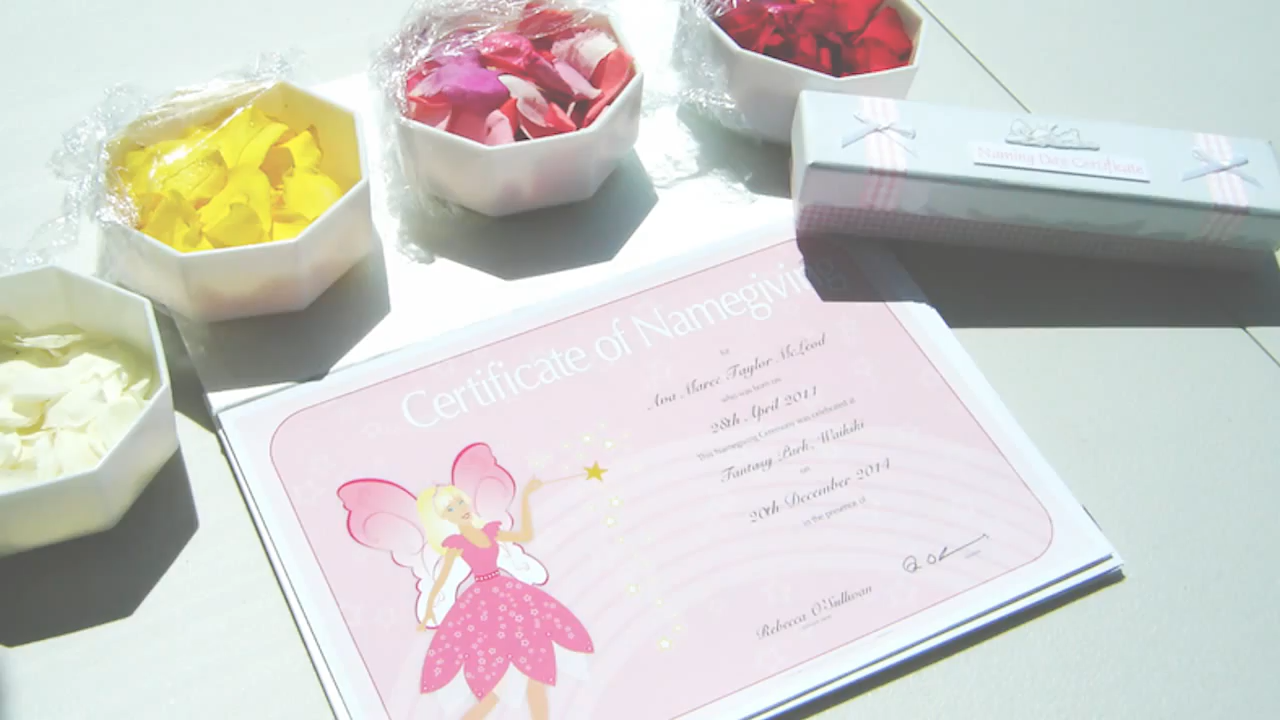 Naming Day Certificate
Certificate of Namegiving
for
Ava Maree Taylor McLeod
who was born on
28th April 2011
This Namegiving Ceremony was celebrated at
Fantasy Park, Waikiki
on
20th December 2014
in the presence of
Rebecca O'Sullivan